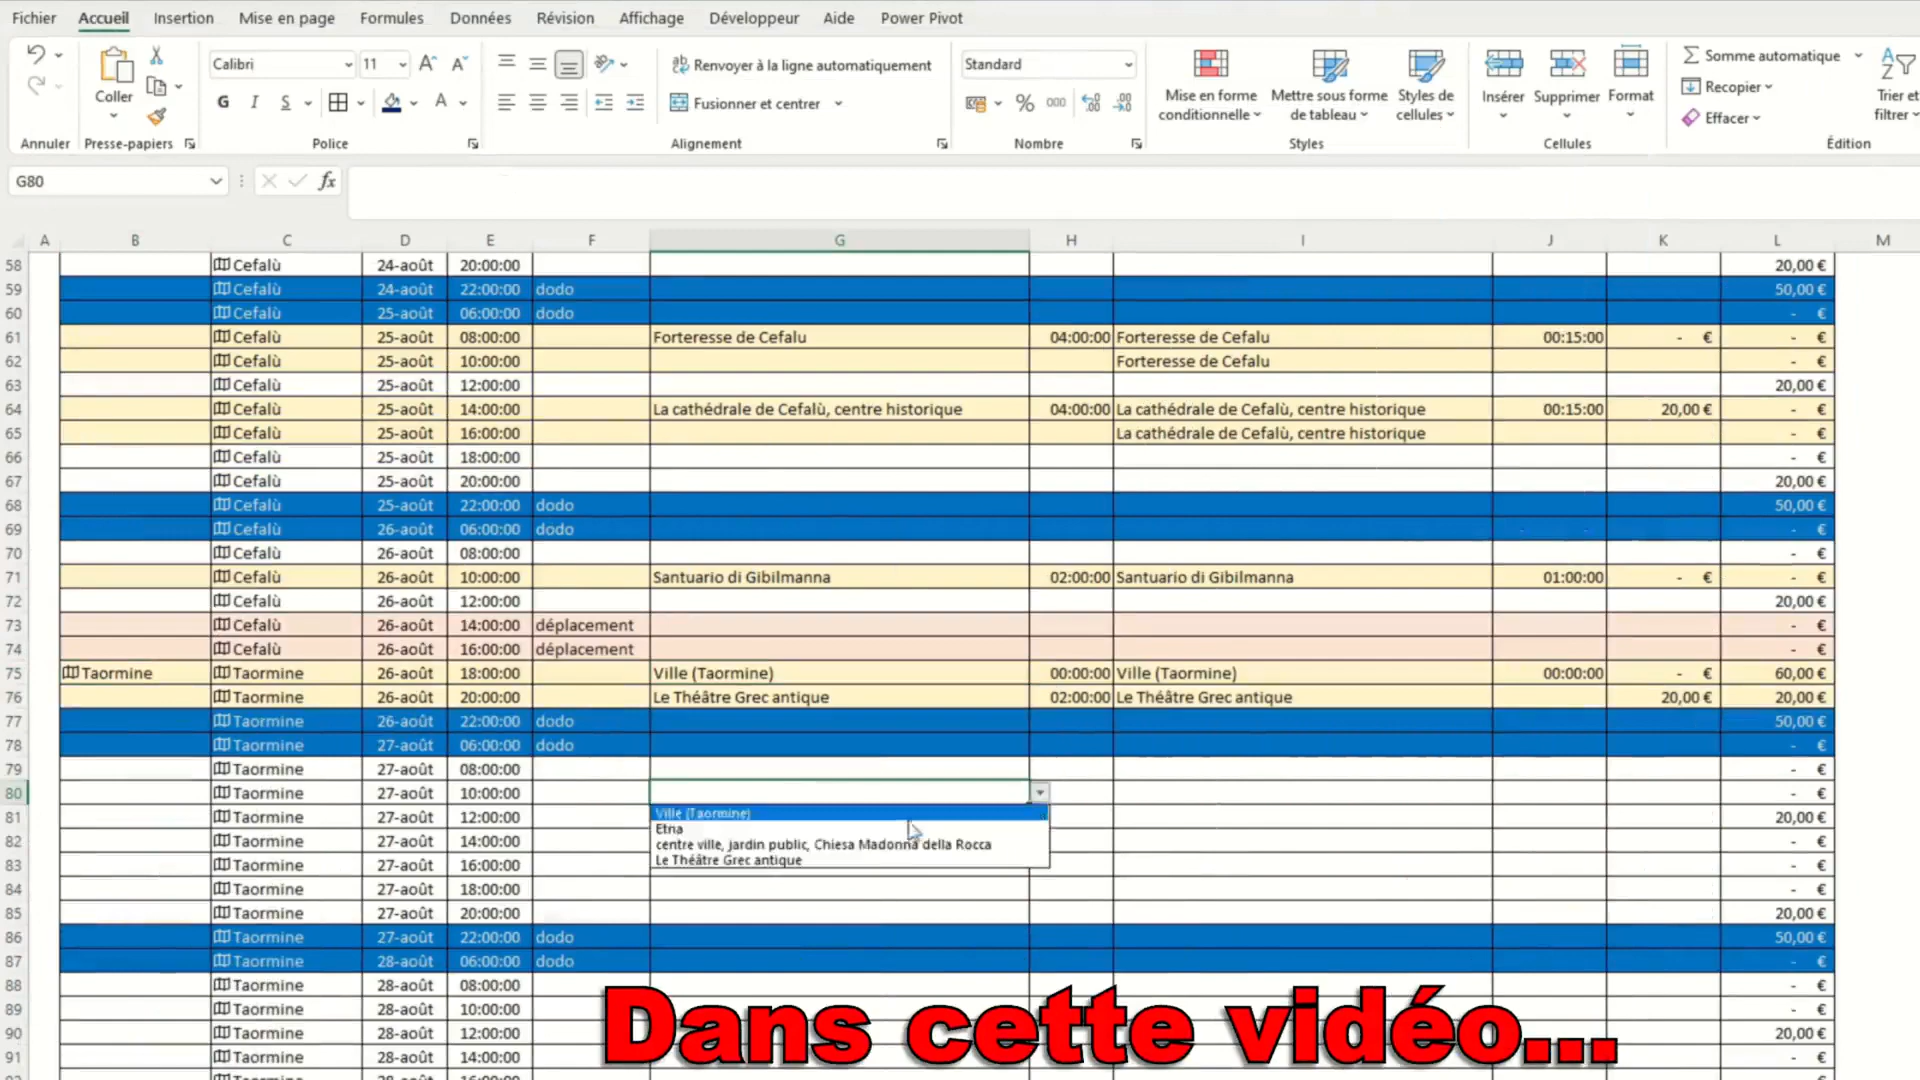 Fichier Accueil Insertion Mise en page Formules Données Révision Affichage Développeur Aide Power Pivot
Calibri 11 Renvoyer à la ligne automatiquement Standard Somme automatique
Coller G I S Fusionner et centrer % 000 Mise en forme conditionnelle Mettre sous forme de tableau Styles de cellules Insérer Supprimer Format Recopier Effacer Trier et filtrer
Annuler Presse-papiers Police Alignement Nombre Styles Cellules Édition
G80 fx
A B C D E F G H I J K L M
58 Cefalù 24-août 20:00:00 20,00 €
59 Cefalù 24-août 22:00:00 dodo 50,00 €
60 Cefalù 25-août 06:00:00 dodo - €
61 Cefalù 25-août 08:00:00 Forteresse de Cefalu 04:00:00 Forteresse de Cefalu 00:15:00 - € - €
62 Cefalù 25-août 10:00:00 Forteresse de Cefalu - €
63 Cefalù 25-août 12:00:00 20,00 €
64 Cefalù 25-août 14:00:00 La cathédrale de Cefalù, centre historique 04:00:00 La cathédrale de Cefalù, centre historique 00:15:00 20,00 € - €
65 Cefalù 25-août 16:00:00 La cathédrale de Cefalù, centre historique - €
66 Cefalù 25-août 18:00:00 - €
67 Cefalù 25-août 20:00:00 20,00 €
68 Cefalù 25-août 22:00:00 dodo 50,00 €
69 Cefalù 26-août 06:00:00 dodo - €
70 Cefalù 26-août 08:00:00 - €
71 Cefalù 26-août 10:00:00 Santuario di Gibilmanna 02:00:00 Santuario di Gibilmanna 01:00:00 - € - €
72 Cefalù 26-août 12:00:00 20,00 €
73 Cefalù 26-août 14:00:00 déplacement - €
74 Cefalù 26-août 16:00:00 déplacement - €
75 Taormine Taormine 26-août 18:00:00 Ville (Taormine) 00:00:00 Ville (Taormine) 00:00:00 - € 60,00 €
76 Taormine 26-août 20:00:00 Le Théâtre Grec antique 02:00:00 Le Théâtre Grec antique 20,00 € 20,00 €
77 Taormine 26-août 22:00:00 dodo 50,00 €
78 Taormine 27-août 06:00:00 dodo - €
79 Taormine 27-août 08:00:00 - €
80 Taormine 27-août 10:00:00 - €
81 Taormine 27-août 12:00:00 Ville (Taormine) 20,00 €
Etna
82 Taormine 27-août 14:00:00 centre ville, jardin public, Chiesa Madonna della Rocca - €
83 Taormine 27-août 16:00:00 Le Théâtre Grec antique - €
84 Taormine 27-août 18:00:00 - €
85 Taormine 27-août 20:00:00 20,00 €
86 Taormine 27-août 22:00:00 dodo 50,00 €
87 Taormine 28-août 06:00:00 dodo - €
88 Taormine 28-août 08:00:00 - €
89 Taormine 28-août 10:00:00 - €
90 Taormine 28-août 12:00:00 20,00 €
91 Taormine 28-août 14:00:00 - €
Dans cette vidéo...